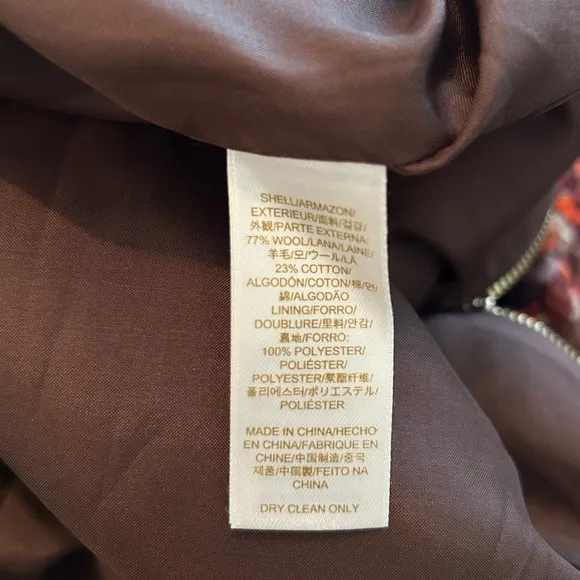 SHELL/ARMAZON/
EXTERIEUR/面料/겉감/
外観/PARTE EXTERNA:
77% WOOL/LANA/LAINE/
羊毛/모/ウール/LÃ
23% COTTON/
ALGODÓN/COTON/棉/면/
綿/ALGODÃO
LINING/FORRO/
DOUBLURE/里料/안감/
裏地/FORRO:
100% POLYESTER/
POLIÉSTER/
POLYESTER/聚酯纤维/
폴리에스터/ポリエステル/
POLIÉSTER
MADE IN CHINA/HECHO
EN CHINA/FABRIQUE EN
CHINE/中国制造/중국
제품/中国製/FEITO NA
CHINA
DRY CLEAN ONLY